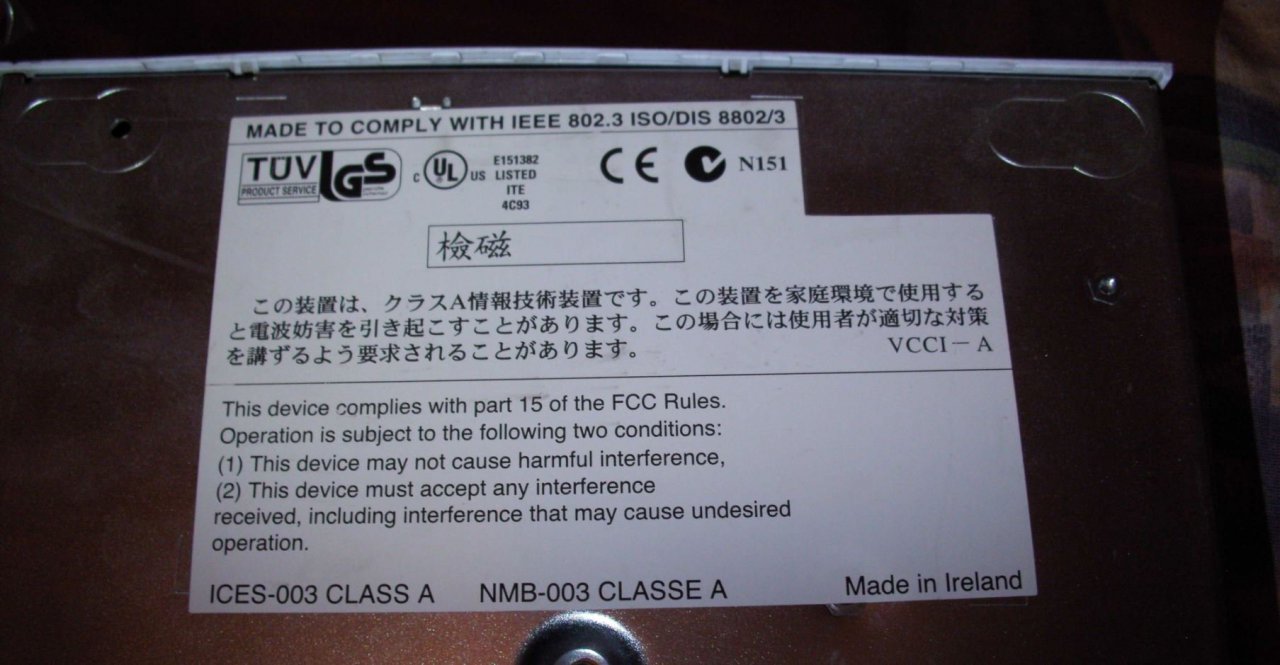 MADE TO COMPLY WITH IEEE 802.3 ISO/DIS 8802/3
TÜV
PRODUCT SERVICE
GS
C UL US
E151382
LISTED
ITE
4C93
CE
N151
檢磁
この装置は、クラスA情報技術装置です。この装置を家庭環境で使用する
と電波妨害を引き起こすことがあります。この場合には使用者が適切な対策
を講ずるよう要求されることがあります。 VCCI－A
This device complies with part 15 of the FCC Rules.
Operation is subject to the following two conditions:
(1) This device may not cause harmful interference,
(2) This device must accept any interference
received, including interference that may cause undesired
operation.
ICES-003 CLASS A NMB-003 CLASSE A Made in Ireland